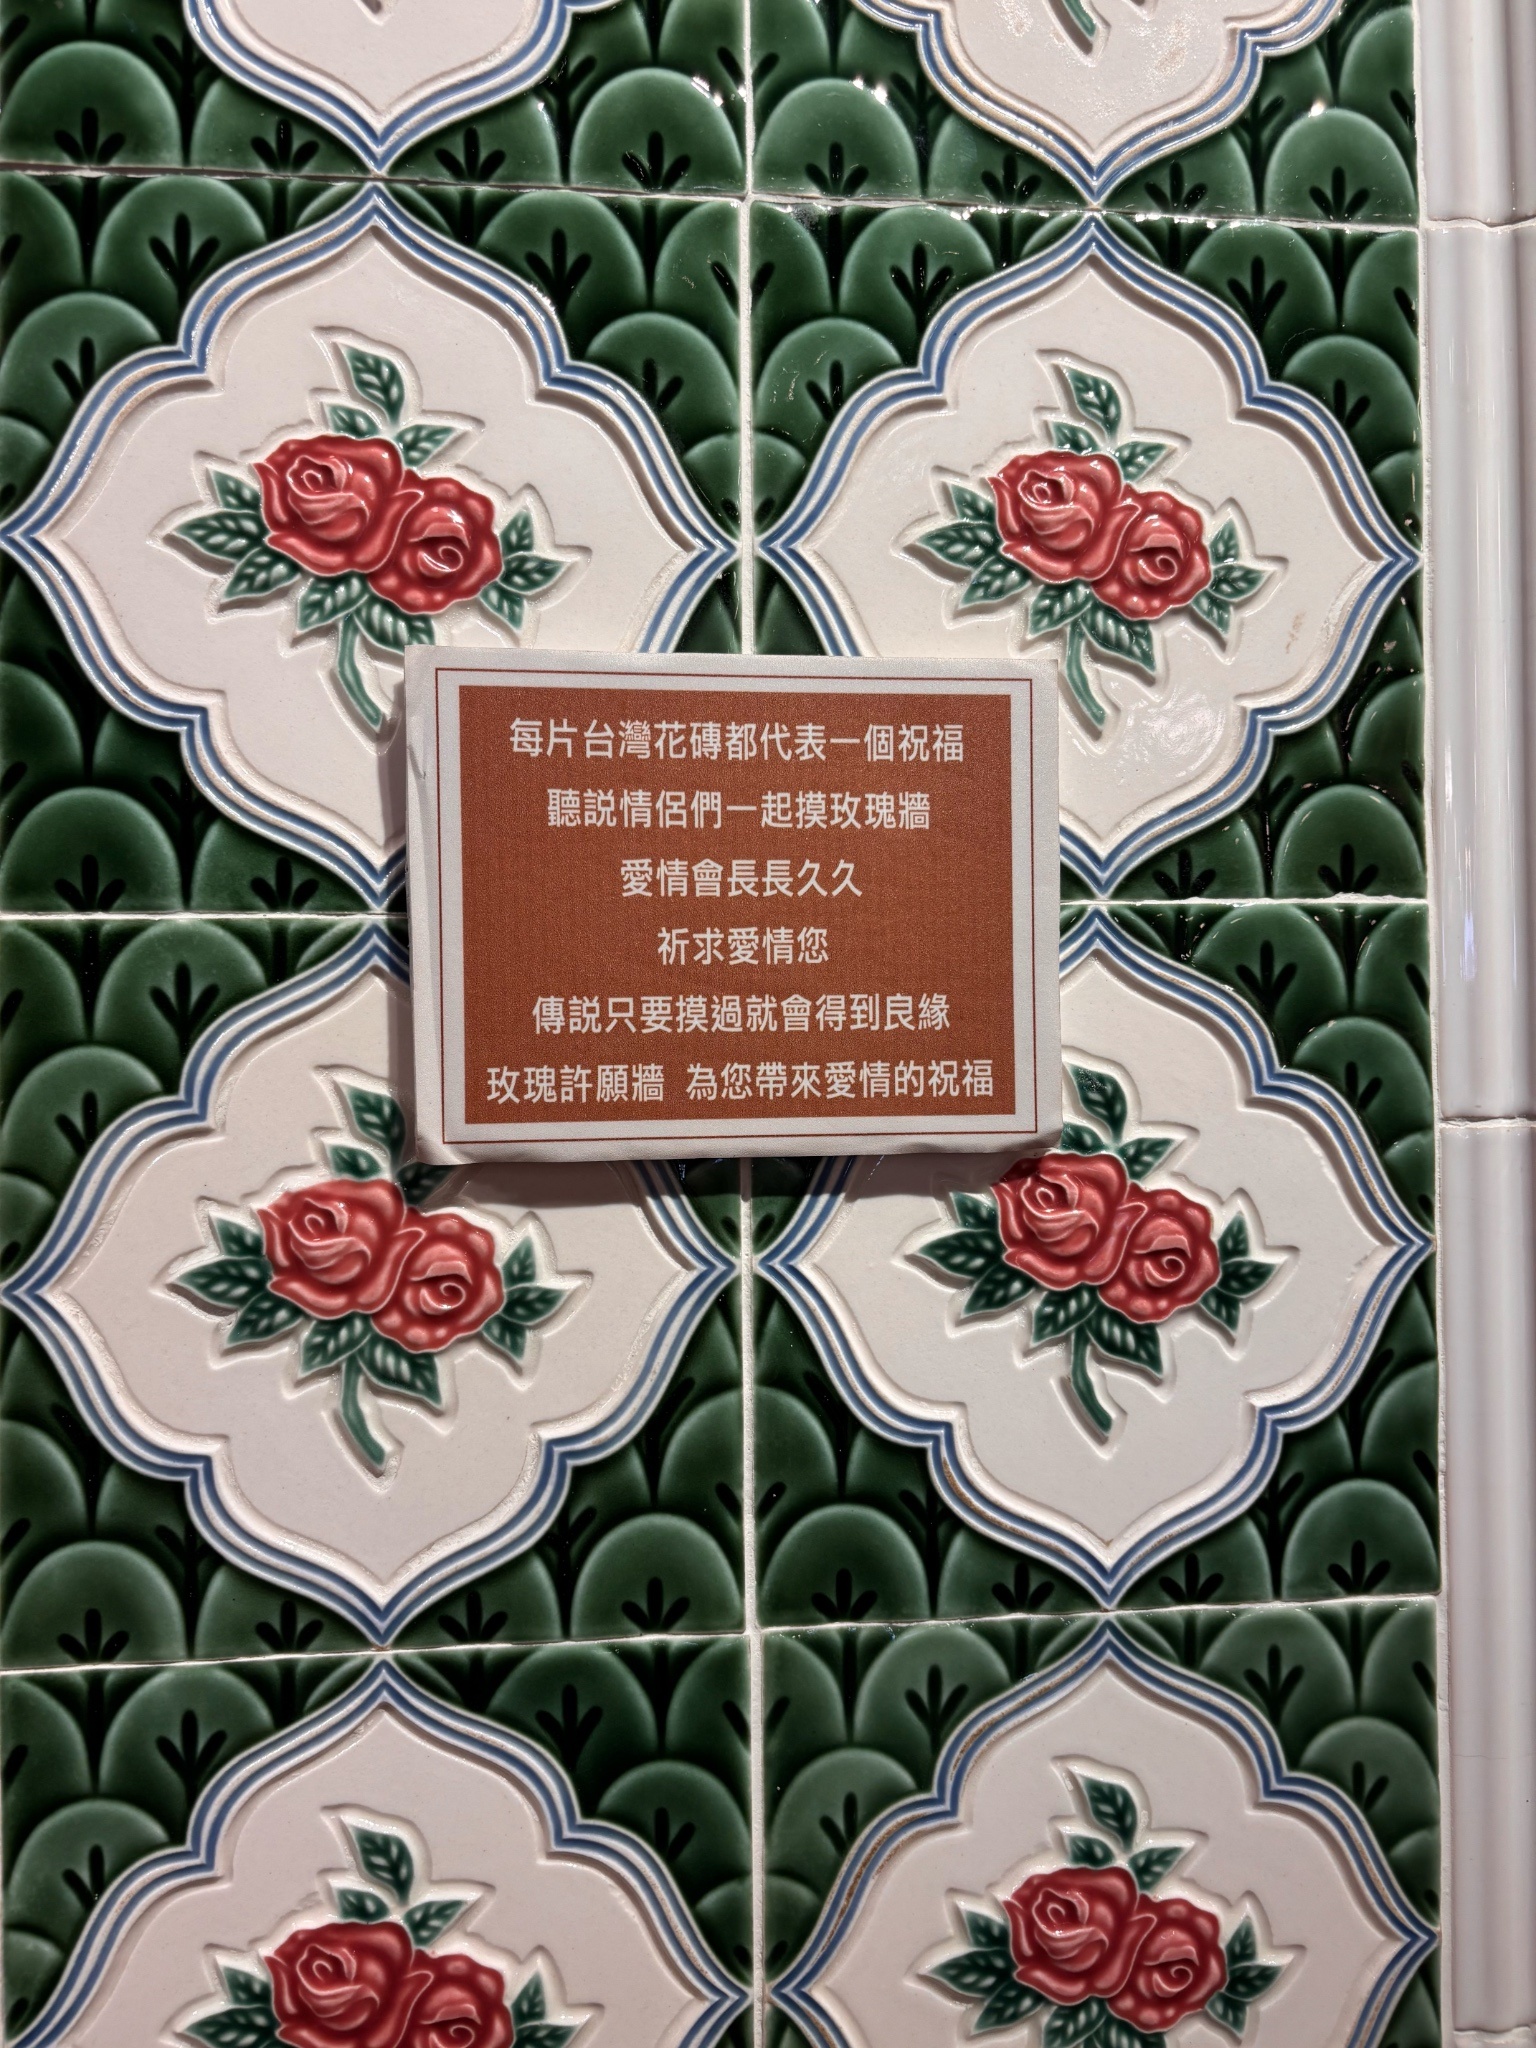 每片台灣花磚都代表一個祝福
聽説情侶們一起摸玫瑰牆
愛情會長長久久
祈求愛情您
傳説只要摸過就會得到良緣
玫瑰許願牆 為您帶來愛情的祝福